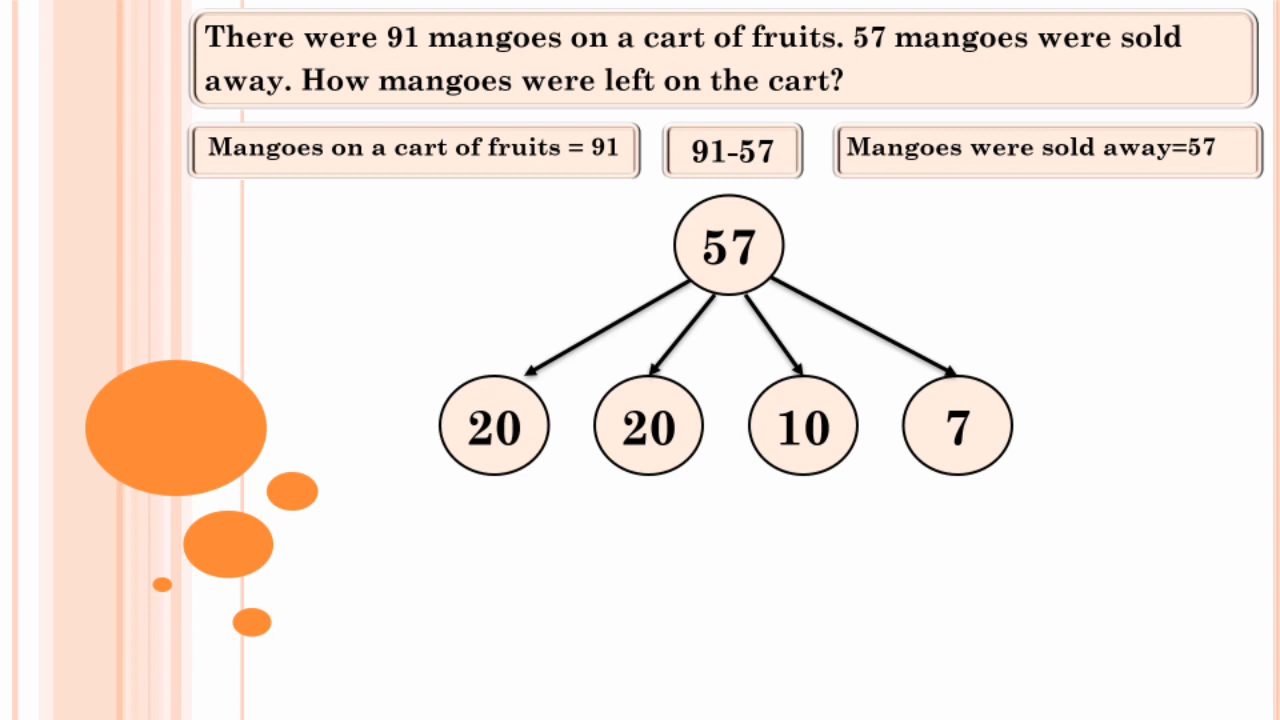 There were 91 mangoes on a cart of fruits. 57 mangoes were sold
away. How mangoes were left on the cart?
Mangoes on a cart of fruits = 91
91-57
Mangoes were sold away=57
57
20
20
10
7